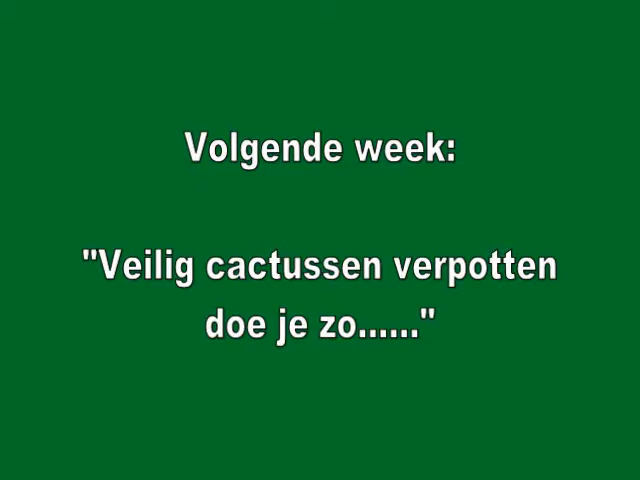 Volgende week:
"Veilig cactussen verpotten
doe je zo......"